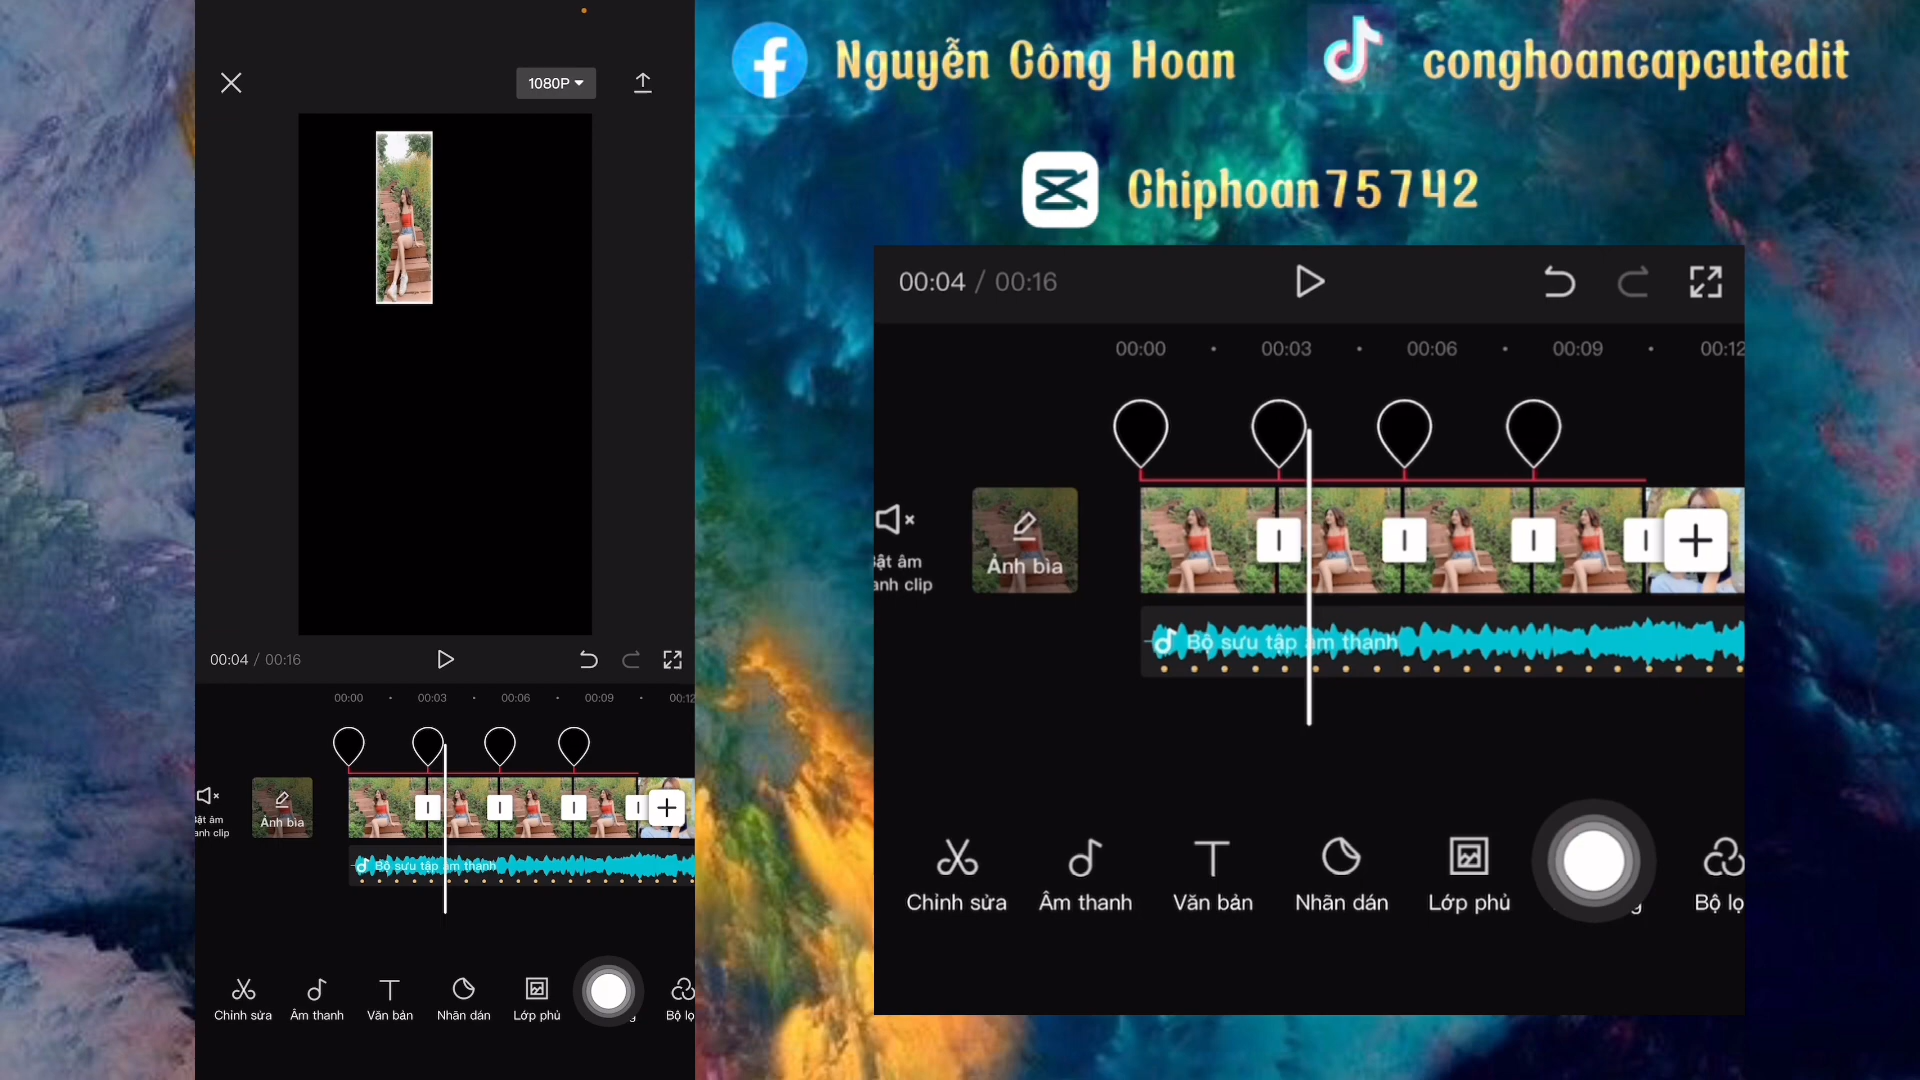 1080P
00:04 / 00:16
00:00 00:03 00:06 00:09 00:12
Ảnh bìa
ật âm
anh clip
Bộ sưu tập âm thanh
Chỉnh sửa Âm thanh Văn bản Nhãn dán Lớp phủ g Bộ lọ
Nguyễn Công Hoan conghoancapcutedit
Chiphoan75742
00:04 / 00:16
00:00 00:03 00:06 00:09 00:12
ật âm
anh clip
Ảnh bìa
Bộ sưu tập âm thanh
Chỉnh sửa Âm thanh Văn bản Nhãn dán Lớp phủ g Bộ lọ